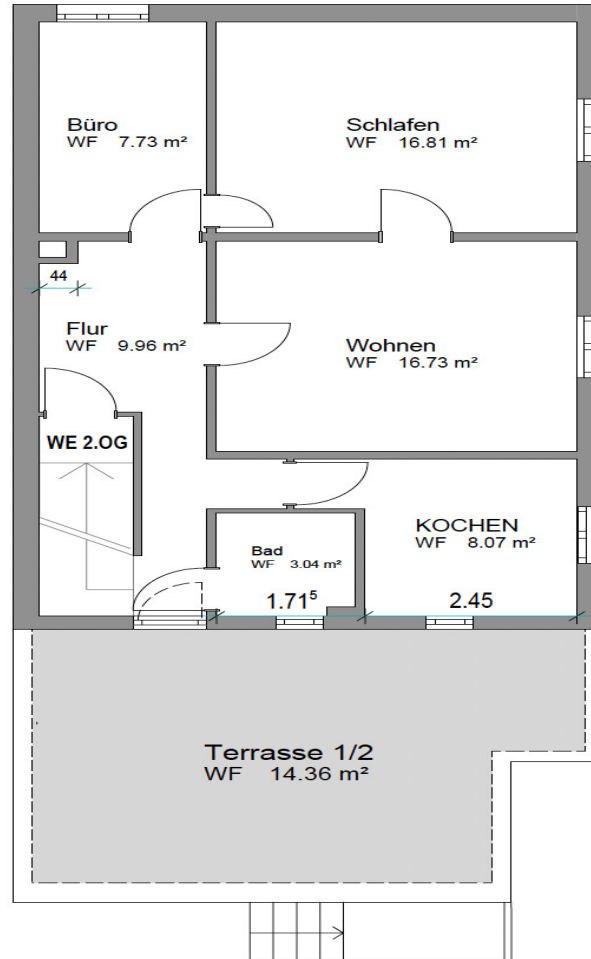 Büro
WF 7.73 m²
Schlafen
WF 16.81 m²
44
Flur
WF 9.96 m²
Wohnen
WF 16.73 m²
WE 2.OG
KOCHEN
WF 8.07 m²
Bad
WF 3.04 m²
1.71⁵
2.45
Terrasse 1/2
WF 14.36 m²